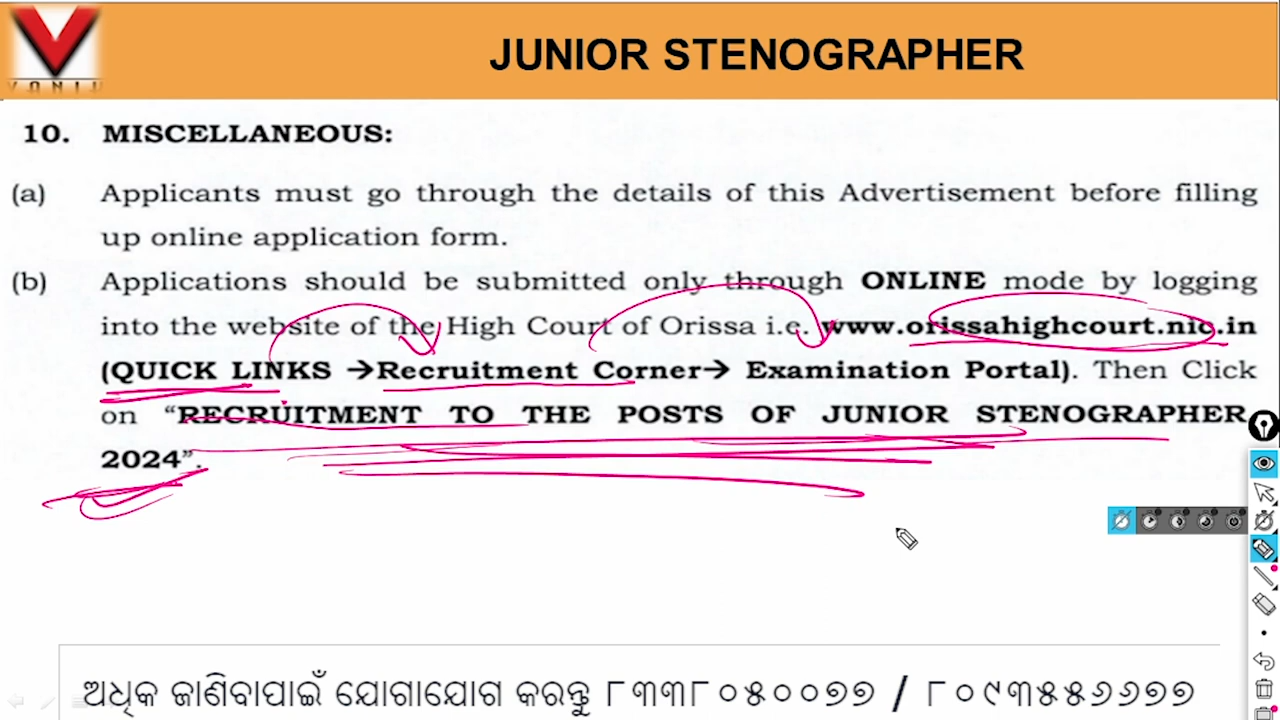 VANIJ
JUNIOR STENOGRAPHER
10. MISCELLANEOUS:
(a) Applicants must go through the details of this Advertisement before filling
up online application form.
(b) Applications should be submitted only through ONLINE mode by logging
into the website of the High Court of Orissa i.e. www.orissahighcourt.nic.in
(QUICK LINKS →Recruitment Corner→ Examination Portal). Then Click
on “RECRUITMENT TO THE POSTS OF JUNIOR STENOGRAPHER
2024”.
ଅଧିକ ଜାଣିବାପାଇଁ ଯୋଗାଯୋଗ କରନ୍ତୁ ୮୩୩୮୦୫୦୦୭୭ / ୮୦୯୩୫୫୬୬୭୭